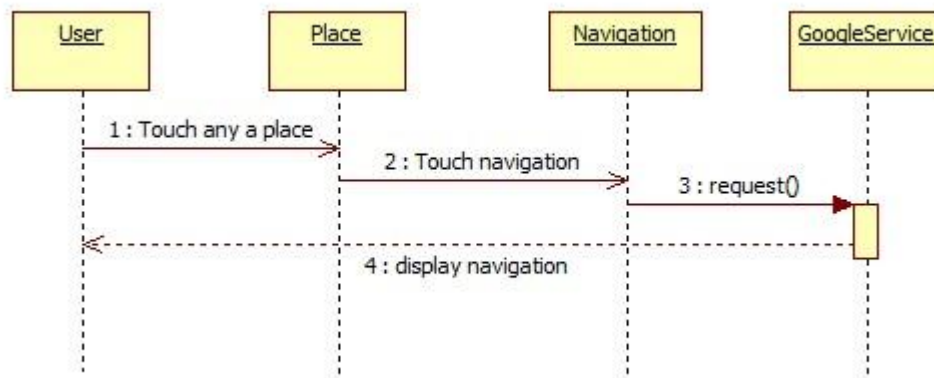 User
Place
Navigation
GoogleService
1 : Touch any a place
2 : Touch navigation
3 : request()
4 : display navigation